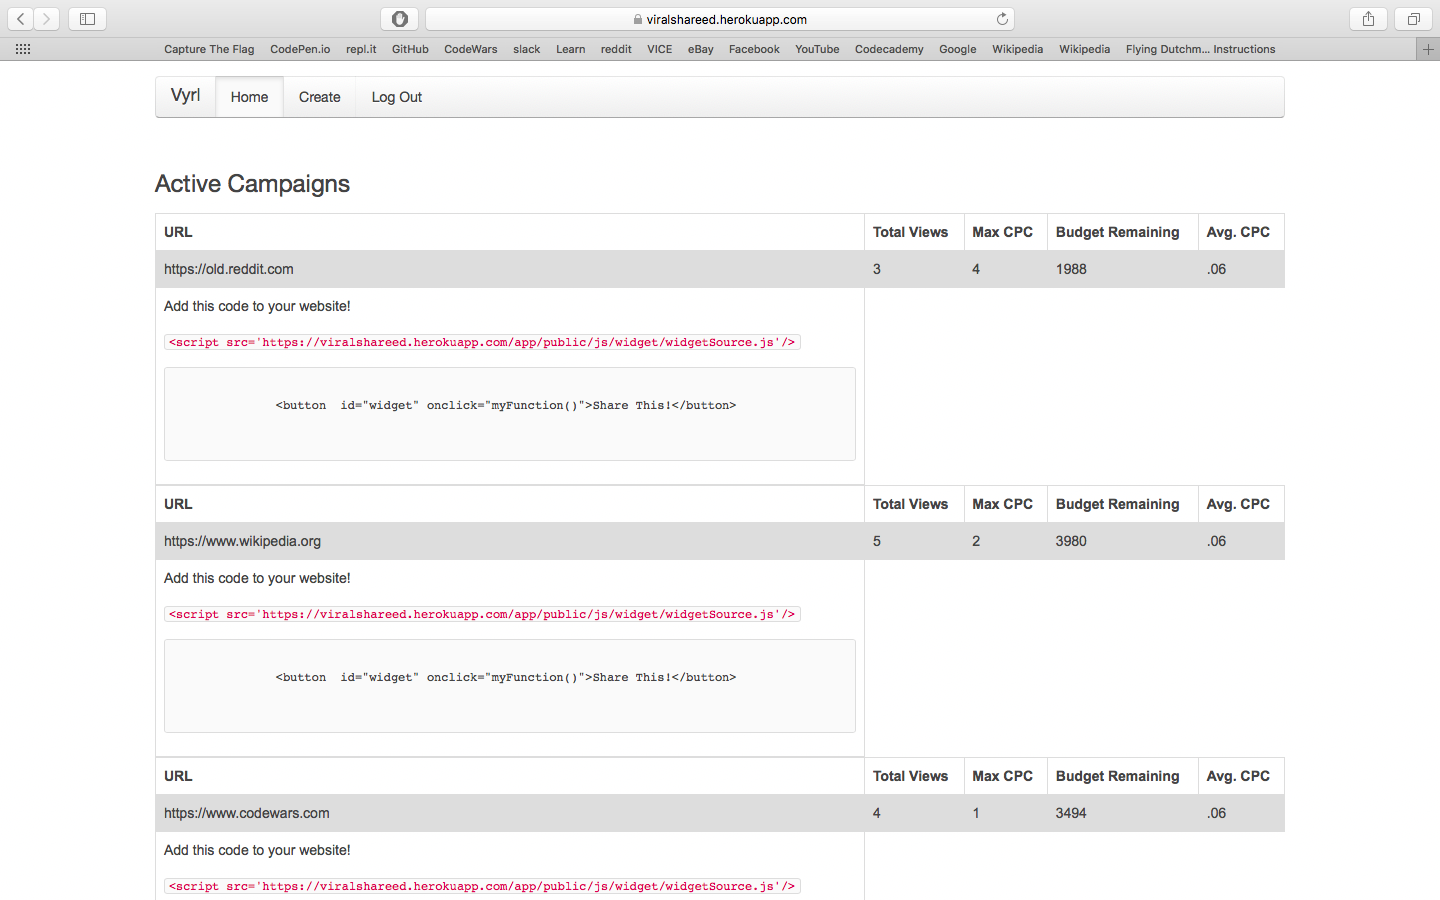 viralshareed.herokuapp.com
Capture The Flag CodePen.io repl.it GitHub CodeWars slack Learn reddit VICE eBay Facebook YouTube Codecademy Google Wikipedia Wikipedia Flying Dutchm... Instructions
Vyrl Home Create Log Out
Active Campaigns
URL Total Views Max CPC Budget Remaining Avg. CPC
https://old.reddit.com 3 4 1988 .06
Add this code to your website!
<script src='https://viralshareed.herokuapp.com/app/public/js/widget/widgetSource.js'/>
<button  id="widget" onclick="myFunction()">Share This!</button>
URL Total Views Max CPC Budget Remaining Avg. CPC
https://www.wikipedia.org 5 2 3980 .06
Add this code to your website!
<script src='https://viralshareed.herokuapp.com/app/public/js/widget/widgetSource.js'/>
<button  id="widget" onclick="myFunction()">Share This!</button>
URL Total Views Max CPC Budget Remaining Avg. CPC
https://www.codewars.com 4 1 3494 .06
Add this code to your website!
<script src='https://viralshareed.herokuapp.com/app/public/js/widget/widgetSource.js'/>